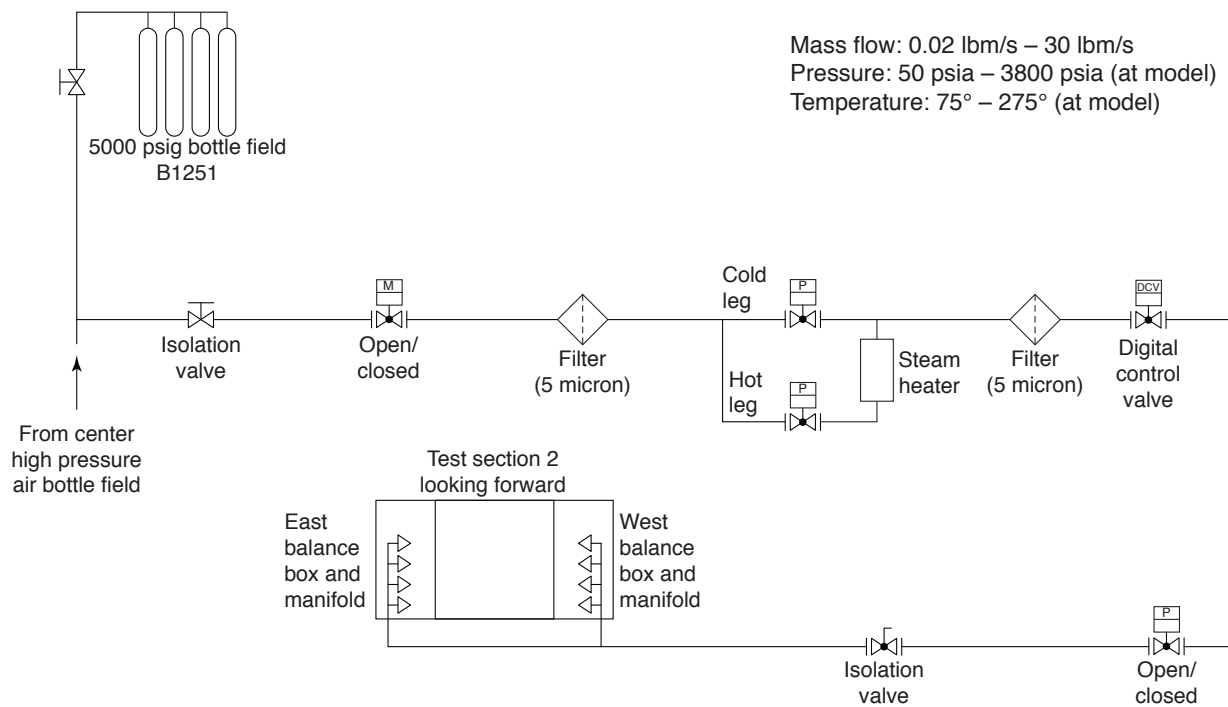 Mass flow: 0.02 lbm/s – 30 lbm/s
Pressure: 50 psia – 3800 psia (at model)
Temperature: 75° – 275° (at model)
5000 psig bottle field
B1251
Isolation
valve
M
Open/
closed
Filter
(5 micron)
Cold
leg
P
Hot
leg
P
Steam
heater
Filter
(5 micron)
DCV
Digital
control
valve
From center
high pressure
air bottle field
Test section 2
looking forward
East
balance
box and
manifold
West
balance
box and
manifold
Isolation
valve
P
Open/
closed